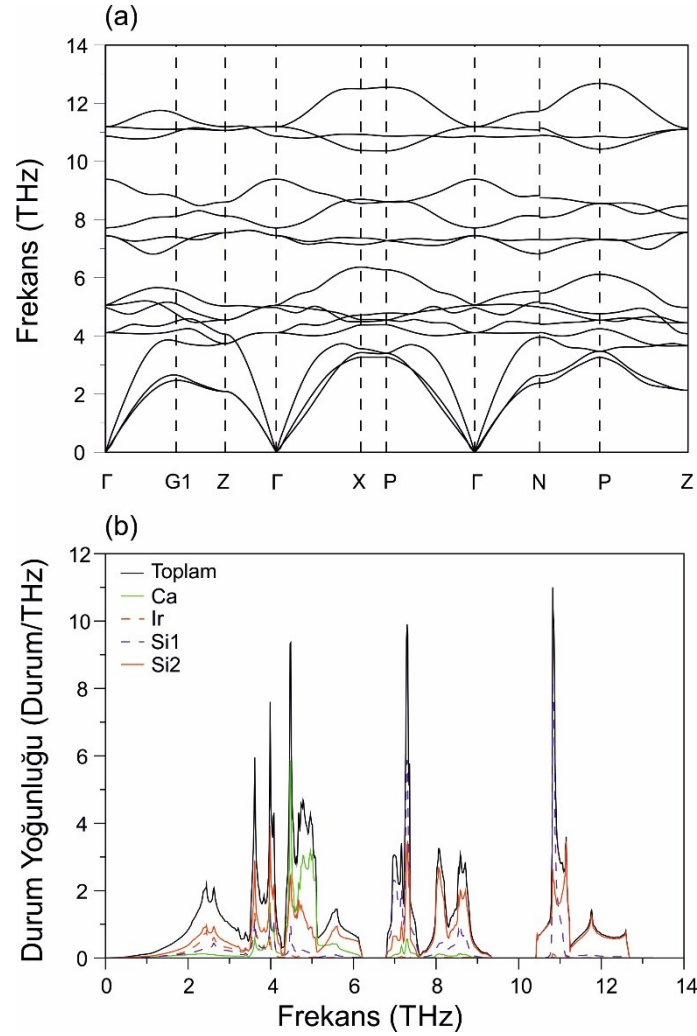 (a)
14
12
10
8
6
4
2
0
Frekans (THz)
Γ G1 Z Γ X P Γ N P Z
(b)
12
10
8
6
4
2
0
Durum Yoğunluğu (Durum/THz)
Toplam
Ca
Ir
Si1
Si2
0 2 4 6 8 10 12 14
Frekans (THz)